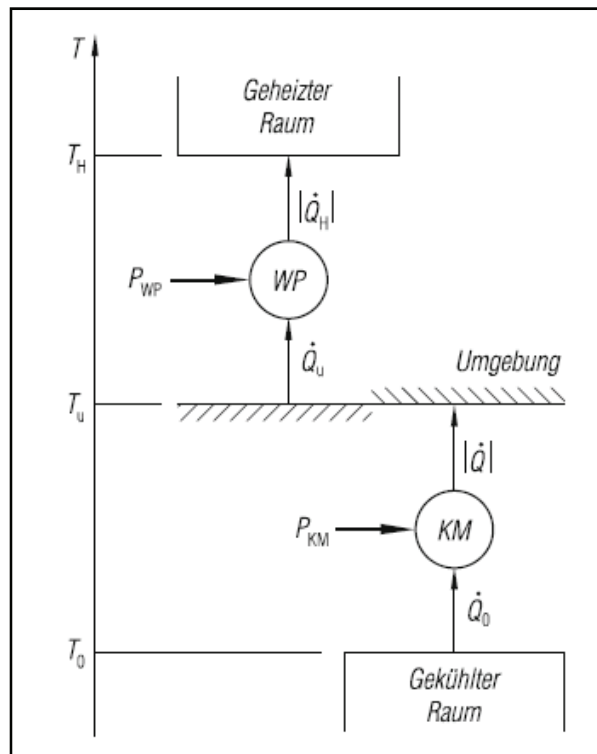 T
Geheizter
Raum
T_H
|Q̇_H|
P_WP
WP
Q̇_u
Umgebung
T_u
|Q̇|
P_KM
KM
Q̇_0
T_0
Gekühlter
Raum